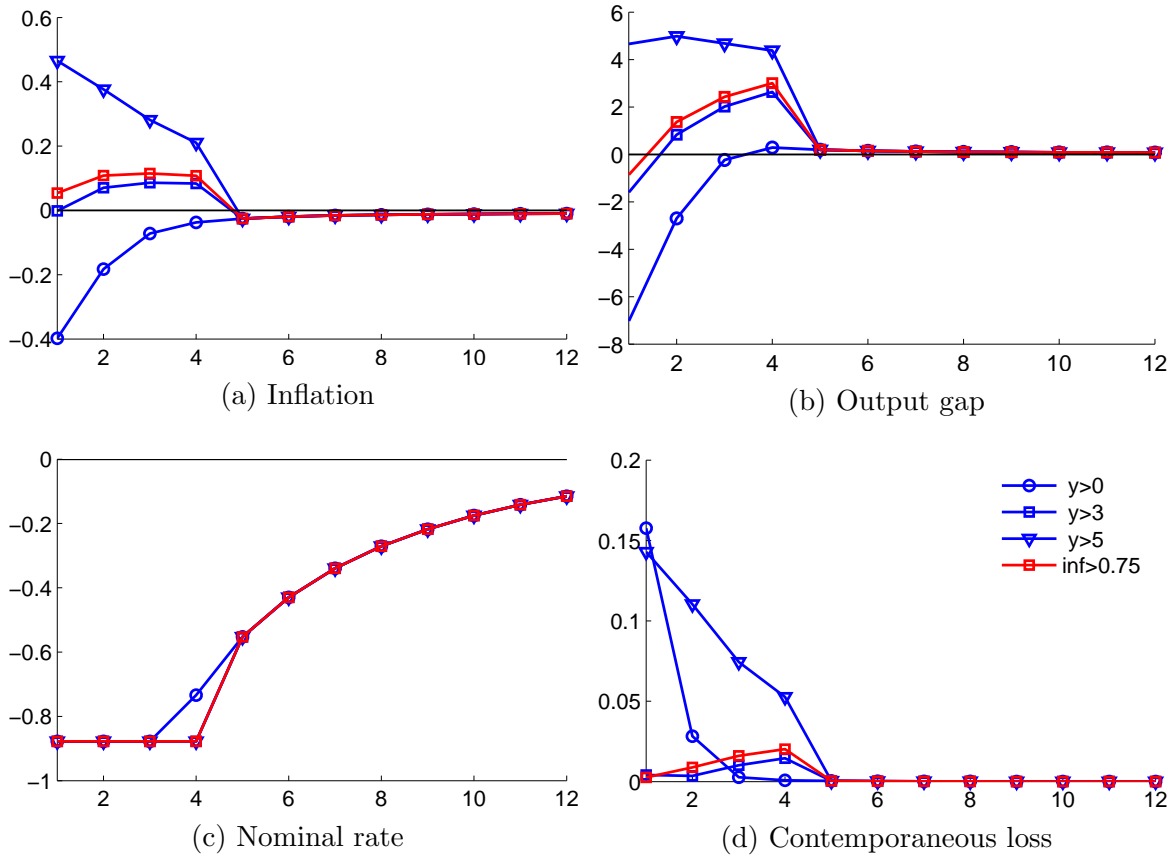 0.6
0.4
0.2
0
−0.2
−0.4
2 4 6 8 10 12
(a) Inflation
6
4
2
0
−2
−4
−6
−8
2 4 6 8 10 12
(b) Output gap
0
−0.2
−0.4
−0.6
−0.8
−1
2 4 6 8 10 12
(c) Nominal rate
0.2
0.15
0.1
0.05
0
2 4 6 8 10 12
y>0
y>3
y>5
inf>0.75
(d) Contemporaneous loss